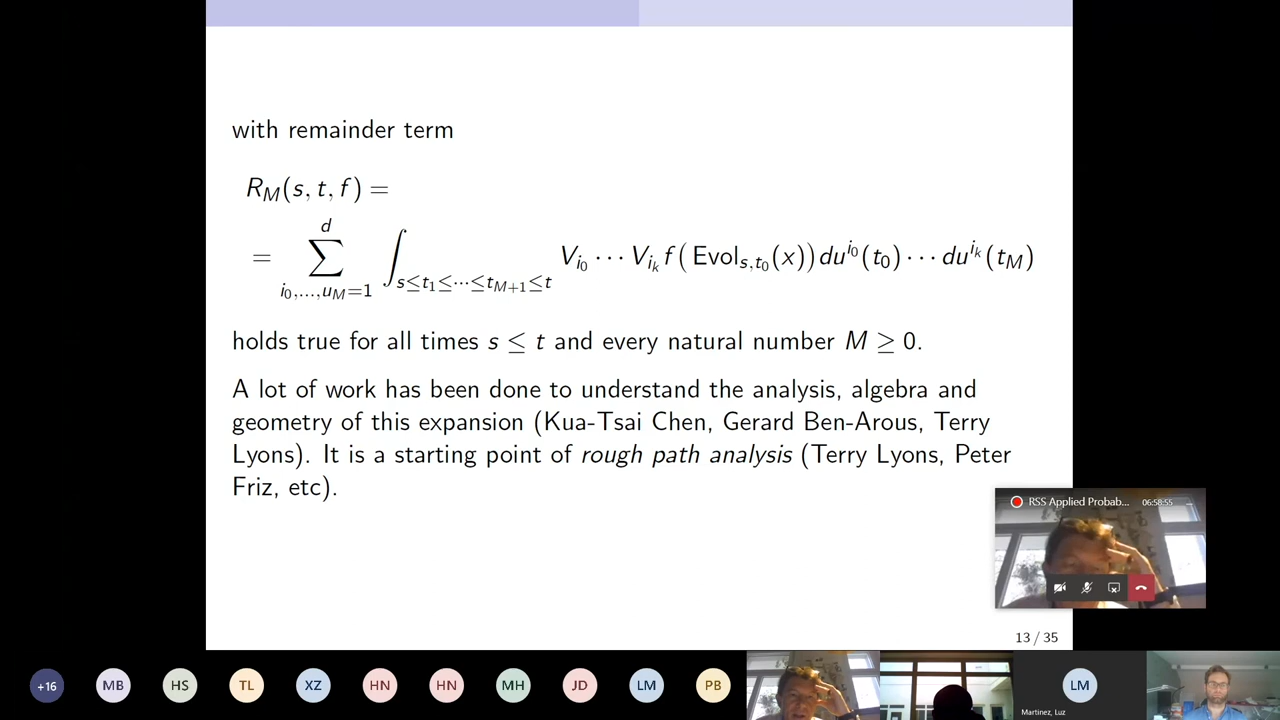 with remainder term
R_M(s, t, f) =
= \sum_{i_0,...,u_M=1}^{d} \int_{s≤t_1≤···≤t_{M+1}≤t} V_{i_0} ··· V_{i_k} f(Evol_{s,t_0}(x)) du^{i_0}(t_0) ··· du^{i_k}(t_M)
holds true for all times s ≤ t and every natural number M ≥ 0.
A lot of work has been done to understand the analysis, algebra and
geometry of this expansion (Kua-Tsai Chen, Gerard Ben-Arous, Terry
Lyons). It is a starting point of rough path analysis (Terry Lyons, Peter
Friz, etc).
RSS Applied Probab... 06:58:55
13 / 35
+16 MB HS TL XZ HN HN MH JD LM PB LM
Martinez, Luz